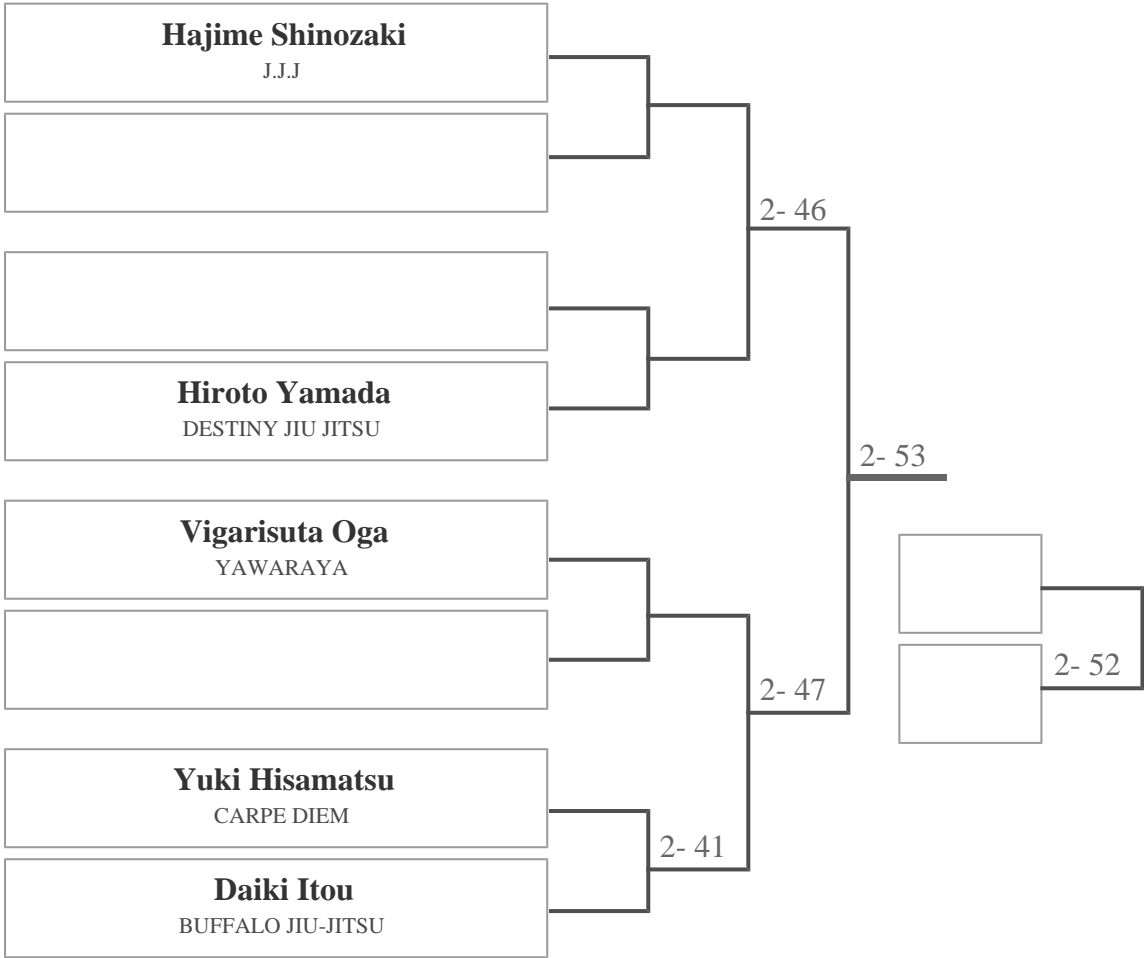 Hajime Shinozaki
J.J.J
2- 46
Hiroto Yamada
DESTINY JIU JITSU
2- 53
Vigarisuta Oga
YAWARAYA
2- 52
2- 47
Yuki Hisamatsu
CARPE DIEM
2- 41
Daiki Itou
BUFFALO JIU-JITSU